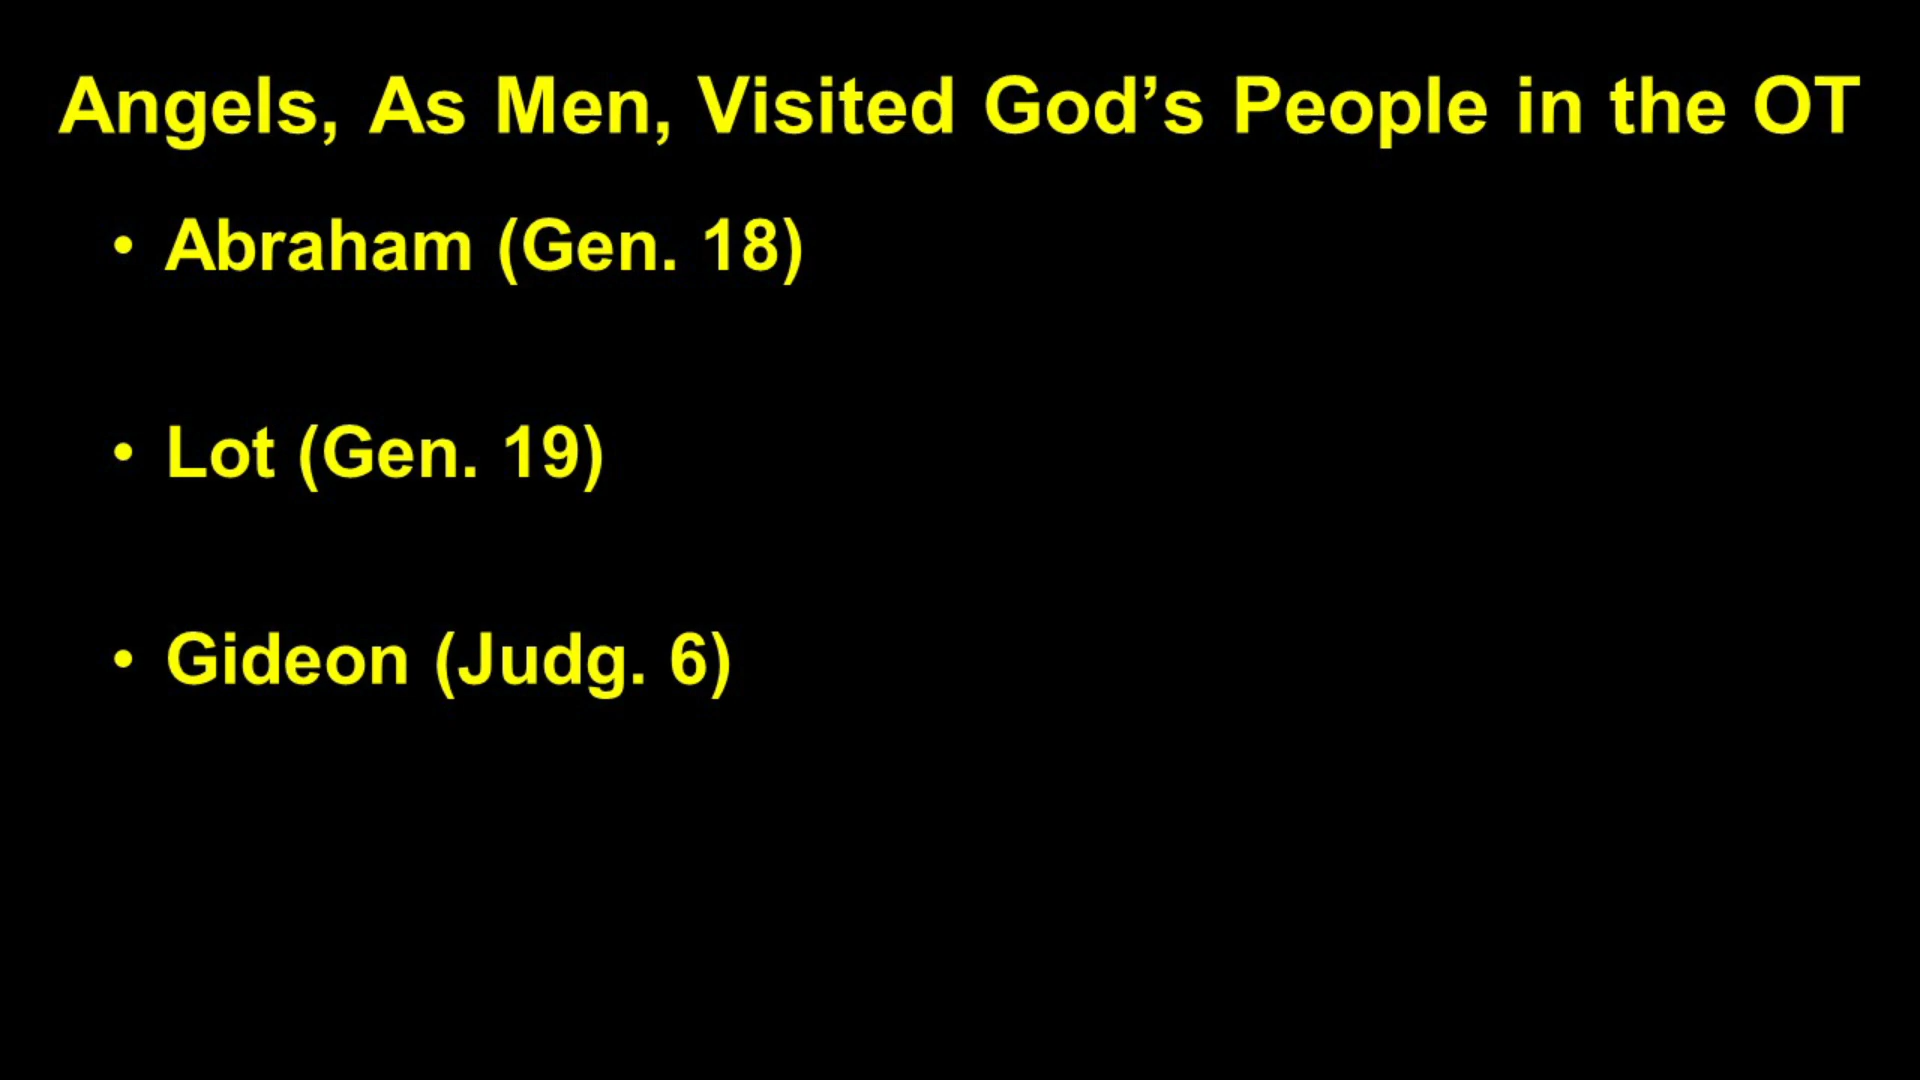 Angels, As Men, Visited God’s People in the OT
• Abraham (Gen. 18)
• Lot (Gen. 19)
• Gideon (Judg. 6)